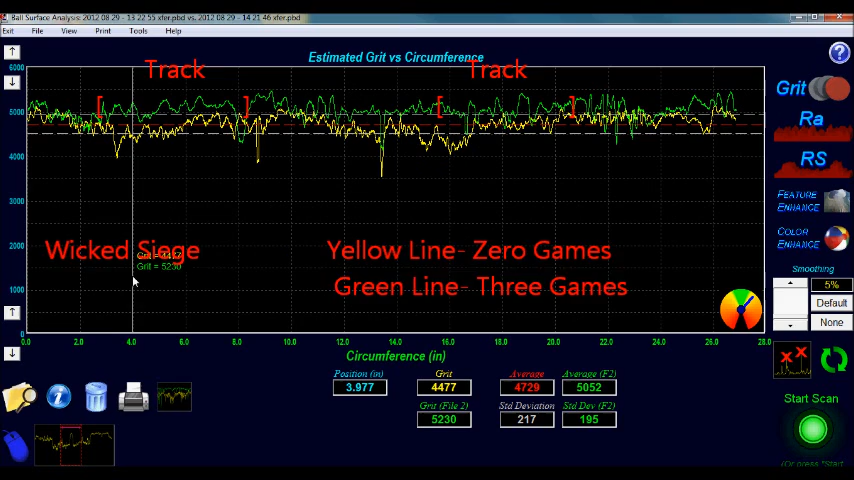 Ball Surface Analysis: 2012 08 29 - 13 22 55 xfer.pbd vs. 2012 08 29 - 14 21 46 xfer.pbd
Exit File View Print Tools Help
Estimated Grit vs Circumference
Track Track
[ ] [ ]
6000
5000
4000
3000
2000
1000
0
Wicked Siege
Grit = 4477
Grit = 5230
Yellow Line- Zero Games
Green Line- Three Games
0.0 2.0 4.0 6.0 8.0 10.0 12.0 14.0 16.0 18.0 20.0 22.0 24.0 26.0 28.0
Circumference (in)
Position (in) Grit Average Average (F2)
3.977 4477 4729 5052
Grit (File 2) Std Deviation Std Dev (F2)
5230 217 195
?
Grit
Ra
RS
FEATURE
ENHANCE
COLOR
ENHANCE
Smoothing
5%
Default
None
Start Scan
(Or press "Start